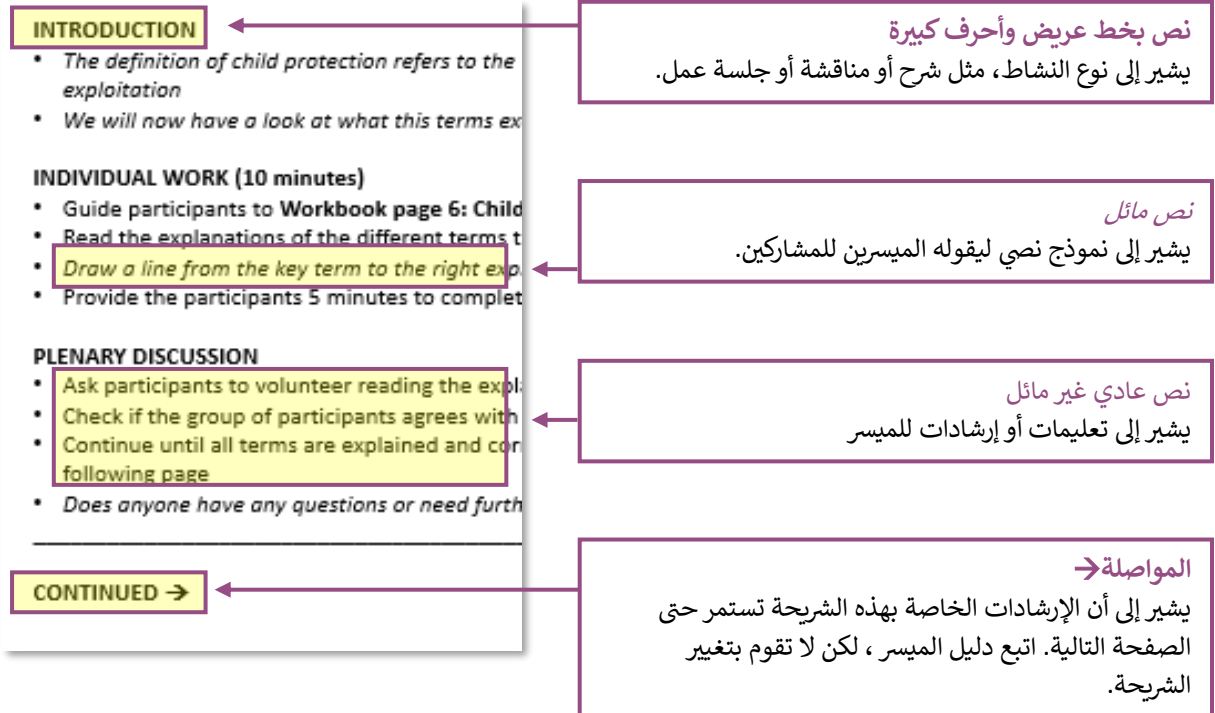 INTRODUCTION
• The definition of child protection refers to the
exploitation
• We will now have a look at what this terms ex
INDIVIDUAL WORK (10 minutes)
• Guide participants to Workbook page 6: Child
• Read the explanations of the different terms t
• Draw a line from the key term to the right exp
• Provide the participants 5 minutes to complet
PLENARY DISCUSSION
• Ask participants to volunteer reading the expl
• Check if the group of participants agrees with
• Continue until all terms are explained and corr
following page
• Does anyone have any questions or need furth
CONTINUED →
نص بخط عريض وأحرف كبيرة
يشير إلى نوع النشاط، مثل شرح أو مناقشة أو جلسة عمل.
نص مائل
يشير إلى نموذج نصي ليقوله الميسرين للمشاركين.
نص عادي غير مائل
يشير إلى تعليمات أو إرشادات للميسر
المواصلة→
يشير إلى أن الإرشادات الخاصة بهذه الشريحة تستمر حتى
الصفحة التالية. اتبع دليل الميسر ، لكن لا تقوم بتغيير
الشريحة.